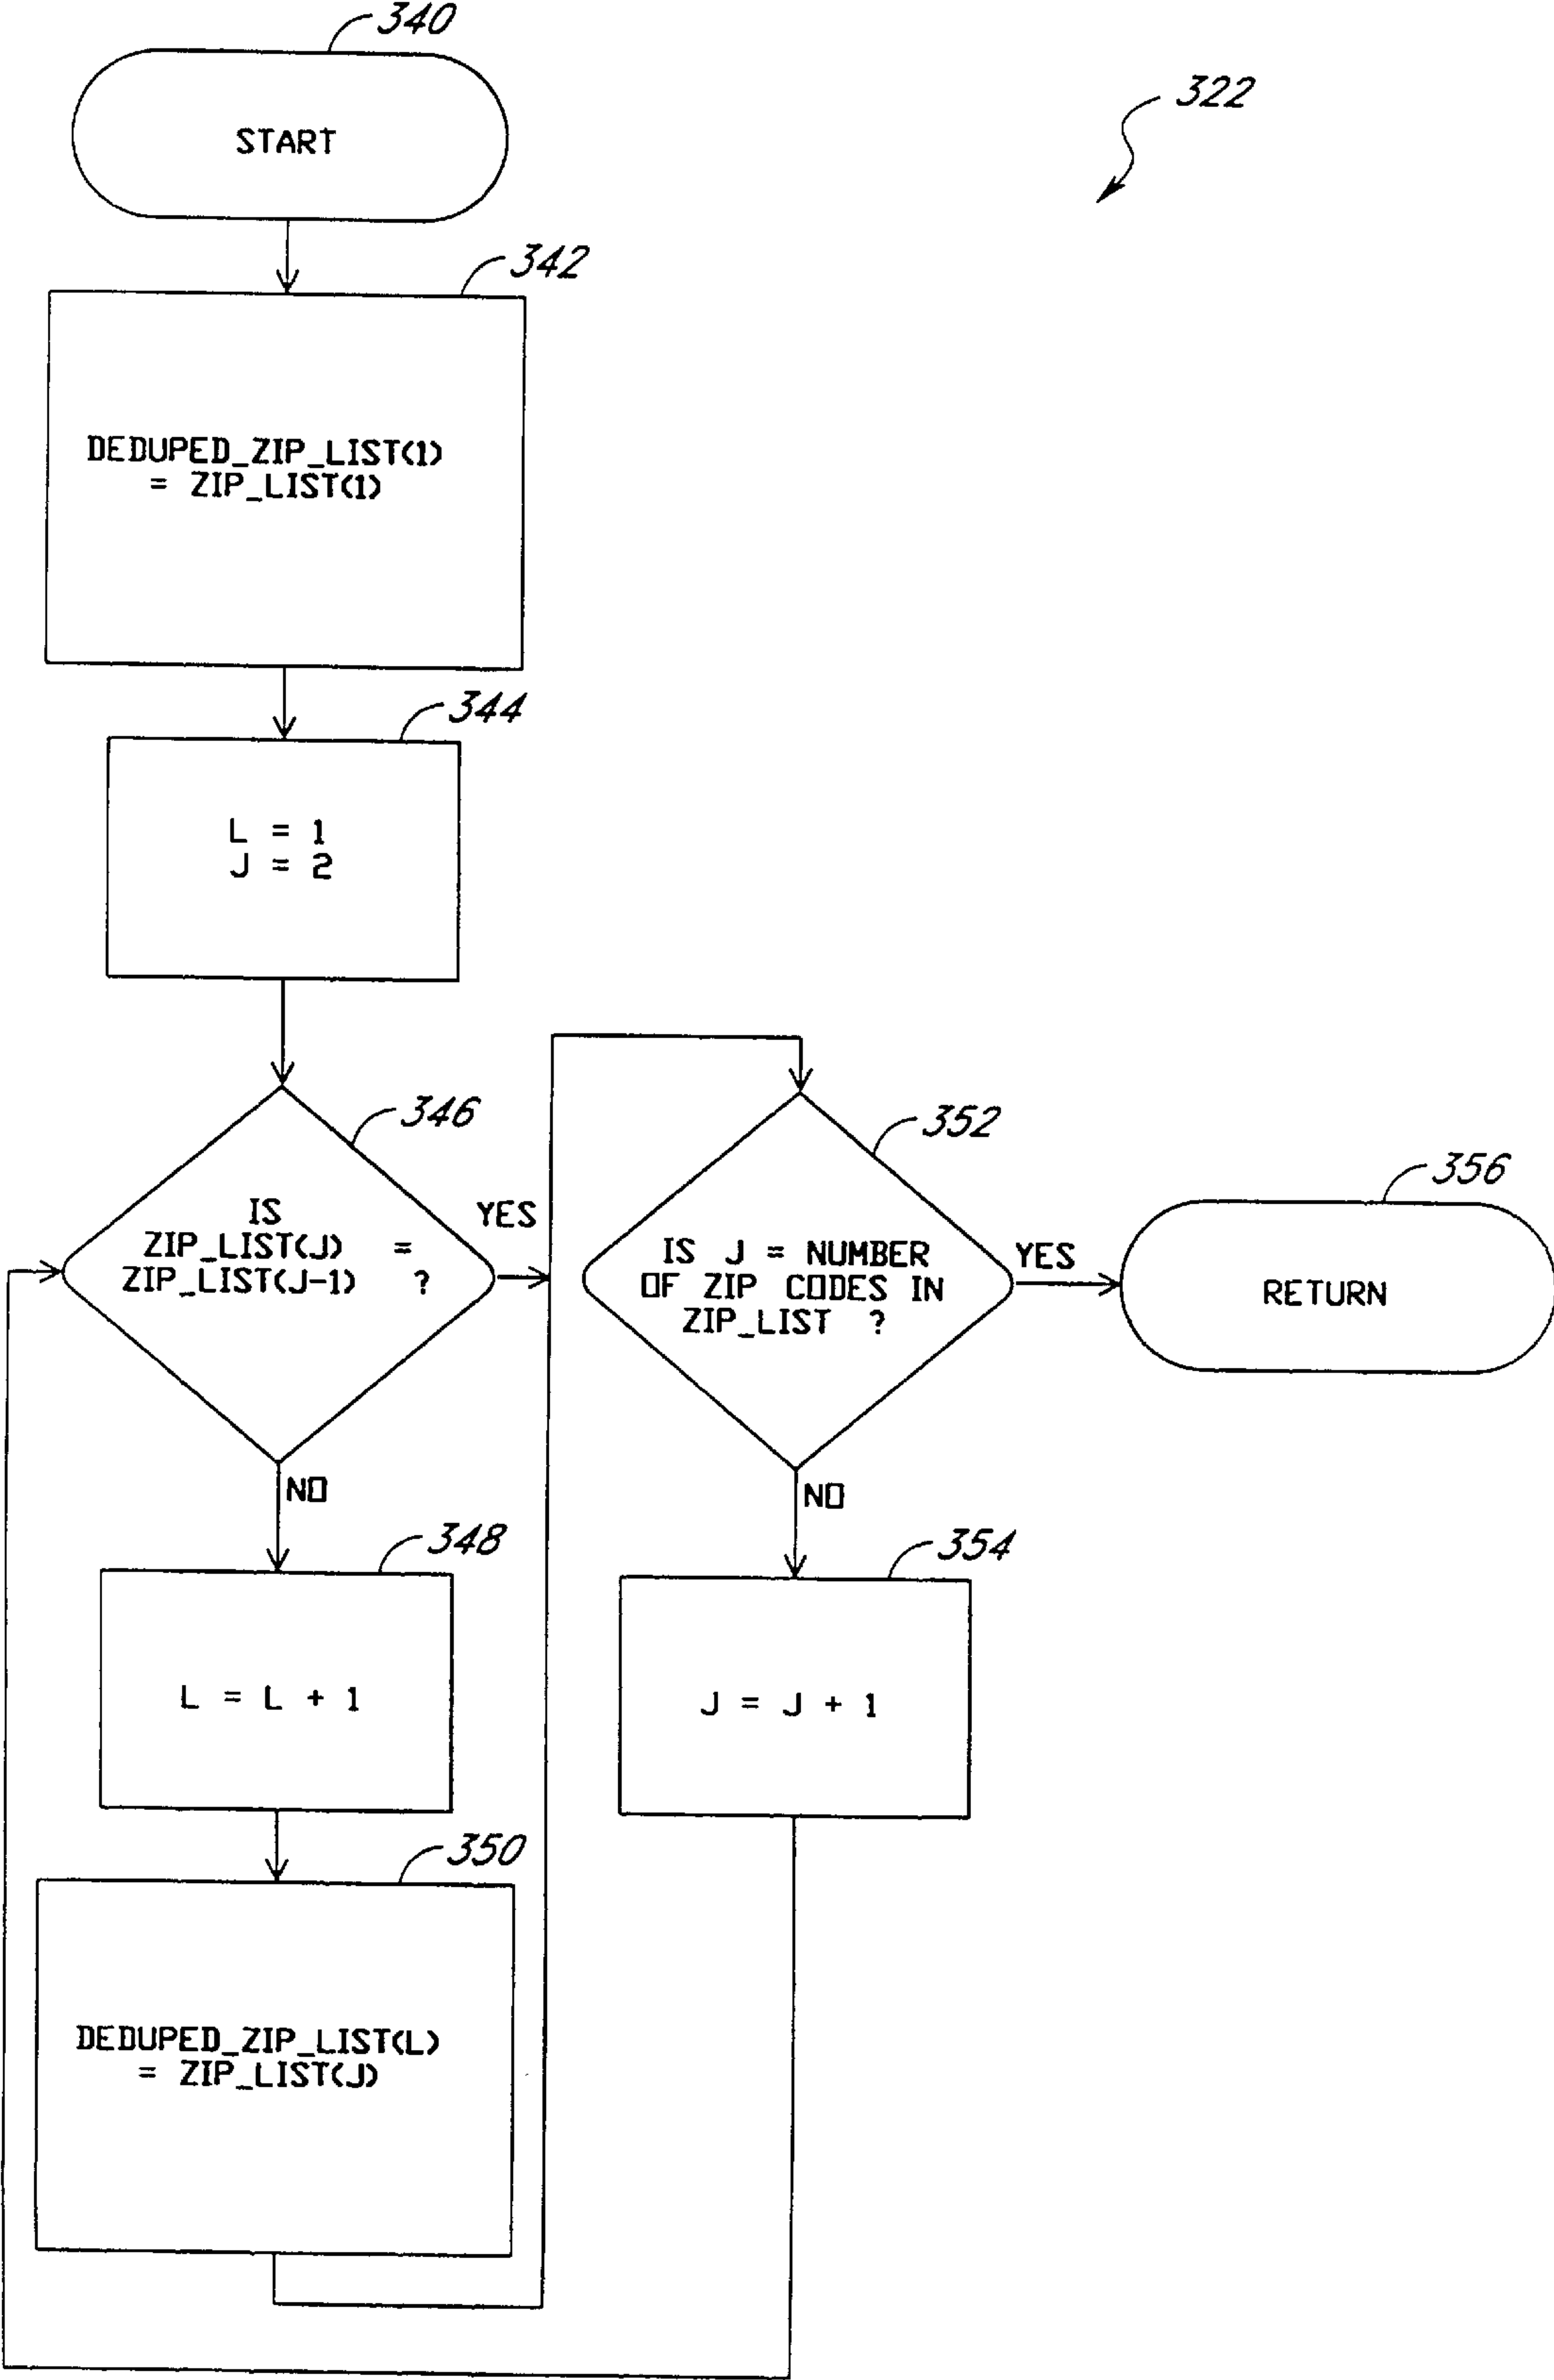 340
START
322
342
DEDUPED_ZIP_LIST(1)
= ZIP_LIST(1)
344
L = 1
J = 2
346
IS
ZIP_LIST(J) =
ZIP_LIST(J-1) ?
YES
NO
348
L = L + 1
350
DEDUPED_ZIP_LIST(L)
= ZIP_LIST(J)
352
IS J = NUMBER
OF ZIP CODES IN
ZIP_LIST ?
YES
NO
354
J = J + 1
356
RETURN